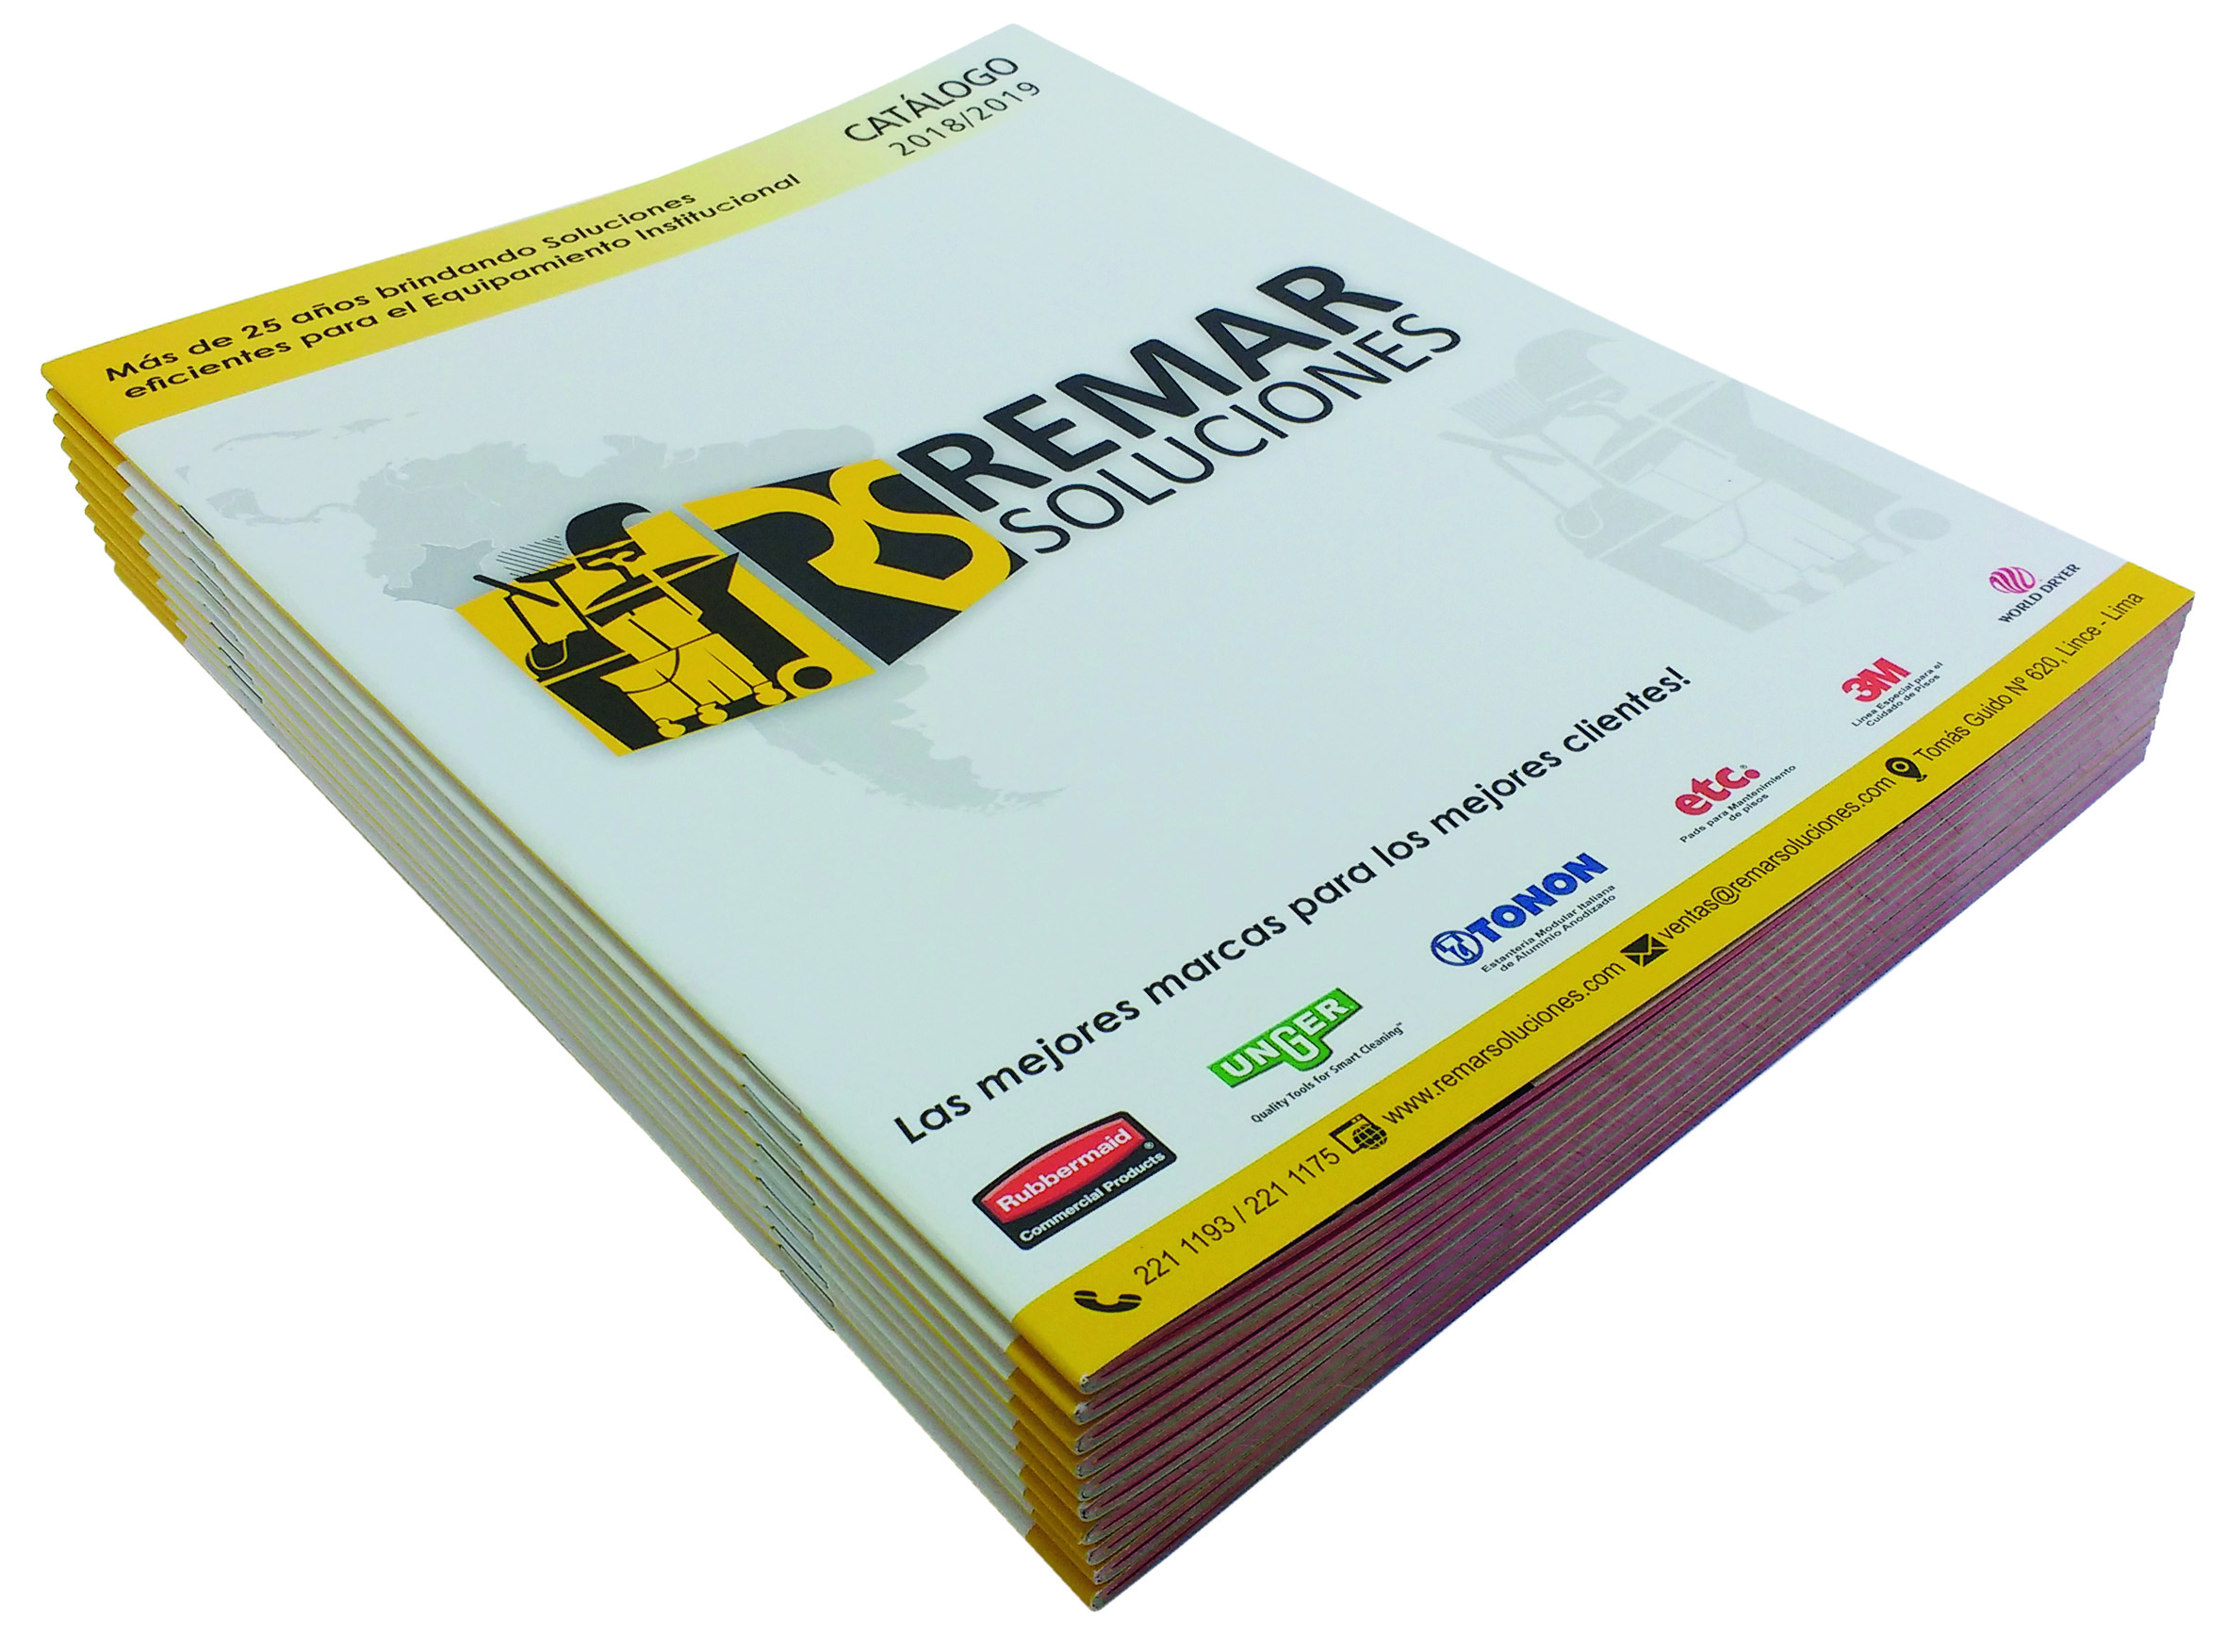 CATÁLOGO
2018/2019
Más de 25 años brindando Soluciones
eficientes para el Equipamiento Institucional
RS
REMAR
SOLUCIONES
Las mejores marcas para los mejores clientes!
Rubbermaid®
Commercial Products
UNGER
Quality Tools for Smart Cleaning™
TONON
Estantería Modular Italiana
de Aluminio Anodizado
etc.®
Pads para Mantenimiento
de pisos
3M
Línea Especial para el
Cuidado de Pisos
WORLD DRYER
221 1193 / 221 1175 www.remarsoluciones.com ventas@remarsoluciones.com Tomás Guido Nº 620, Lince - Lima